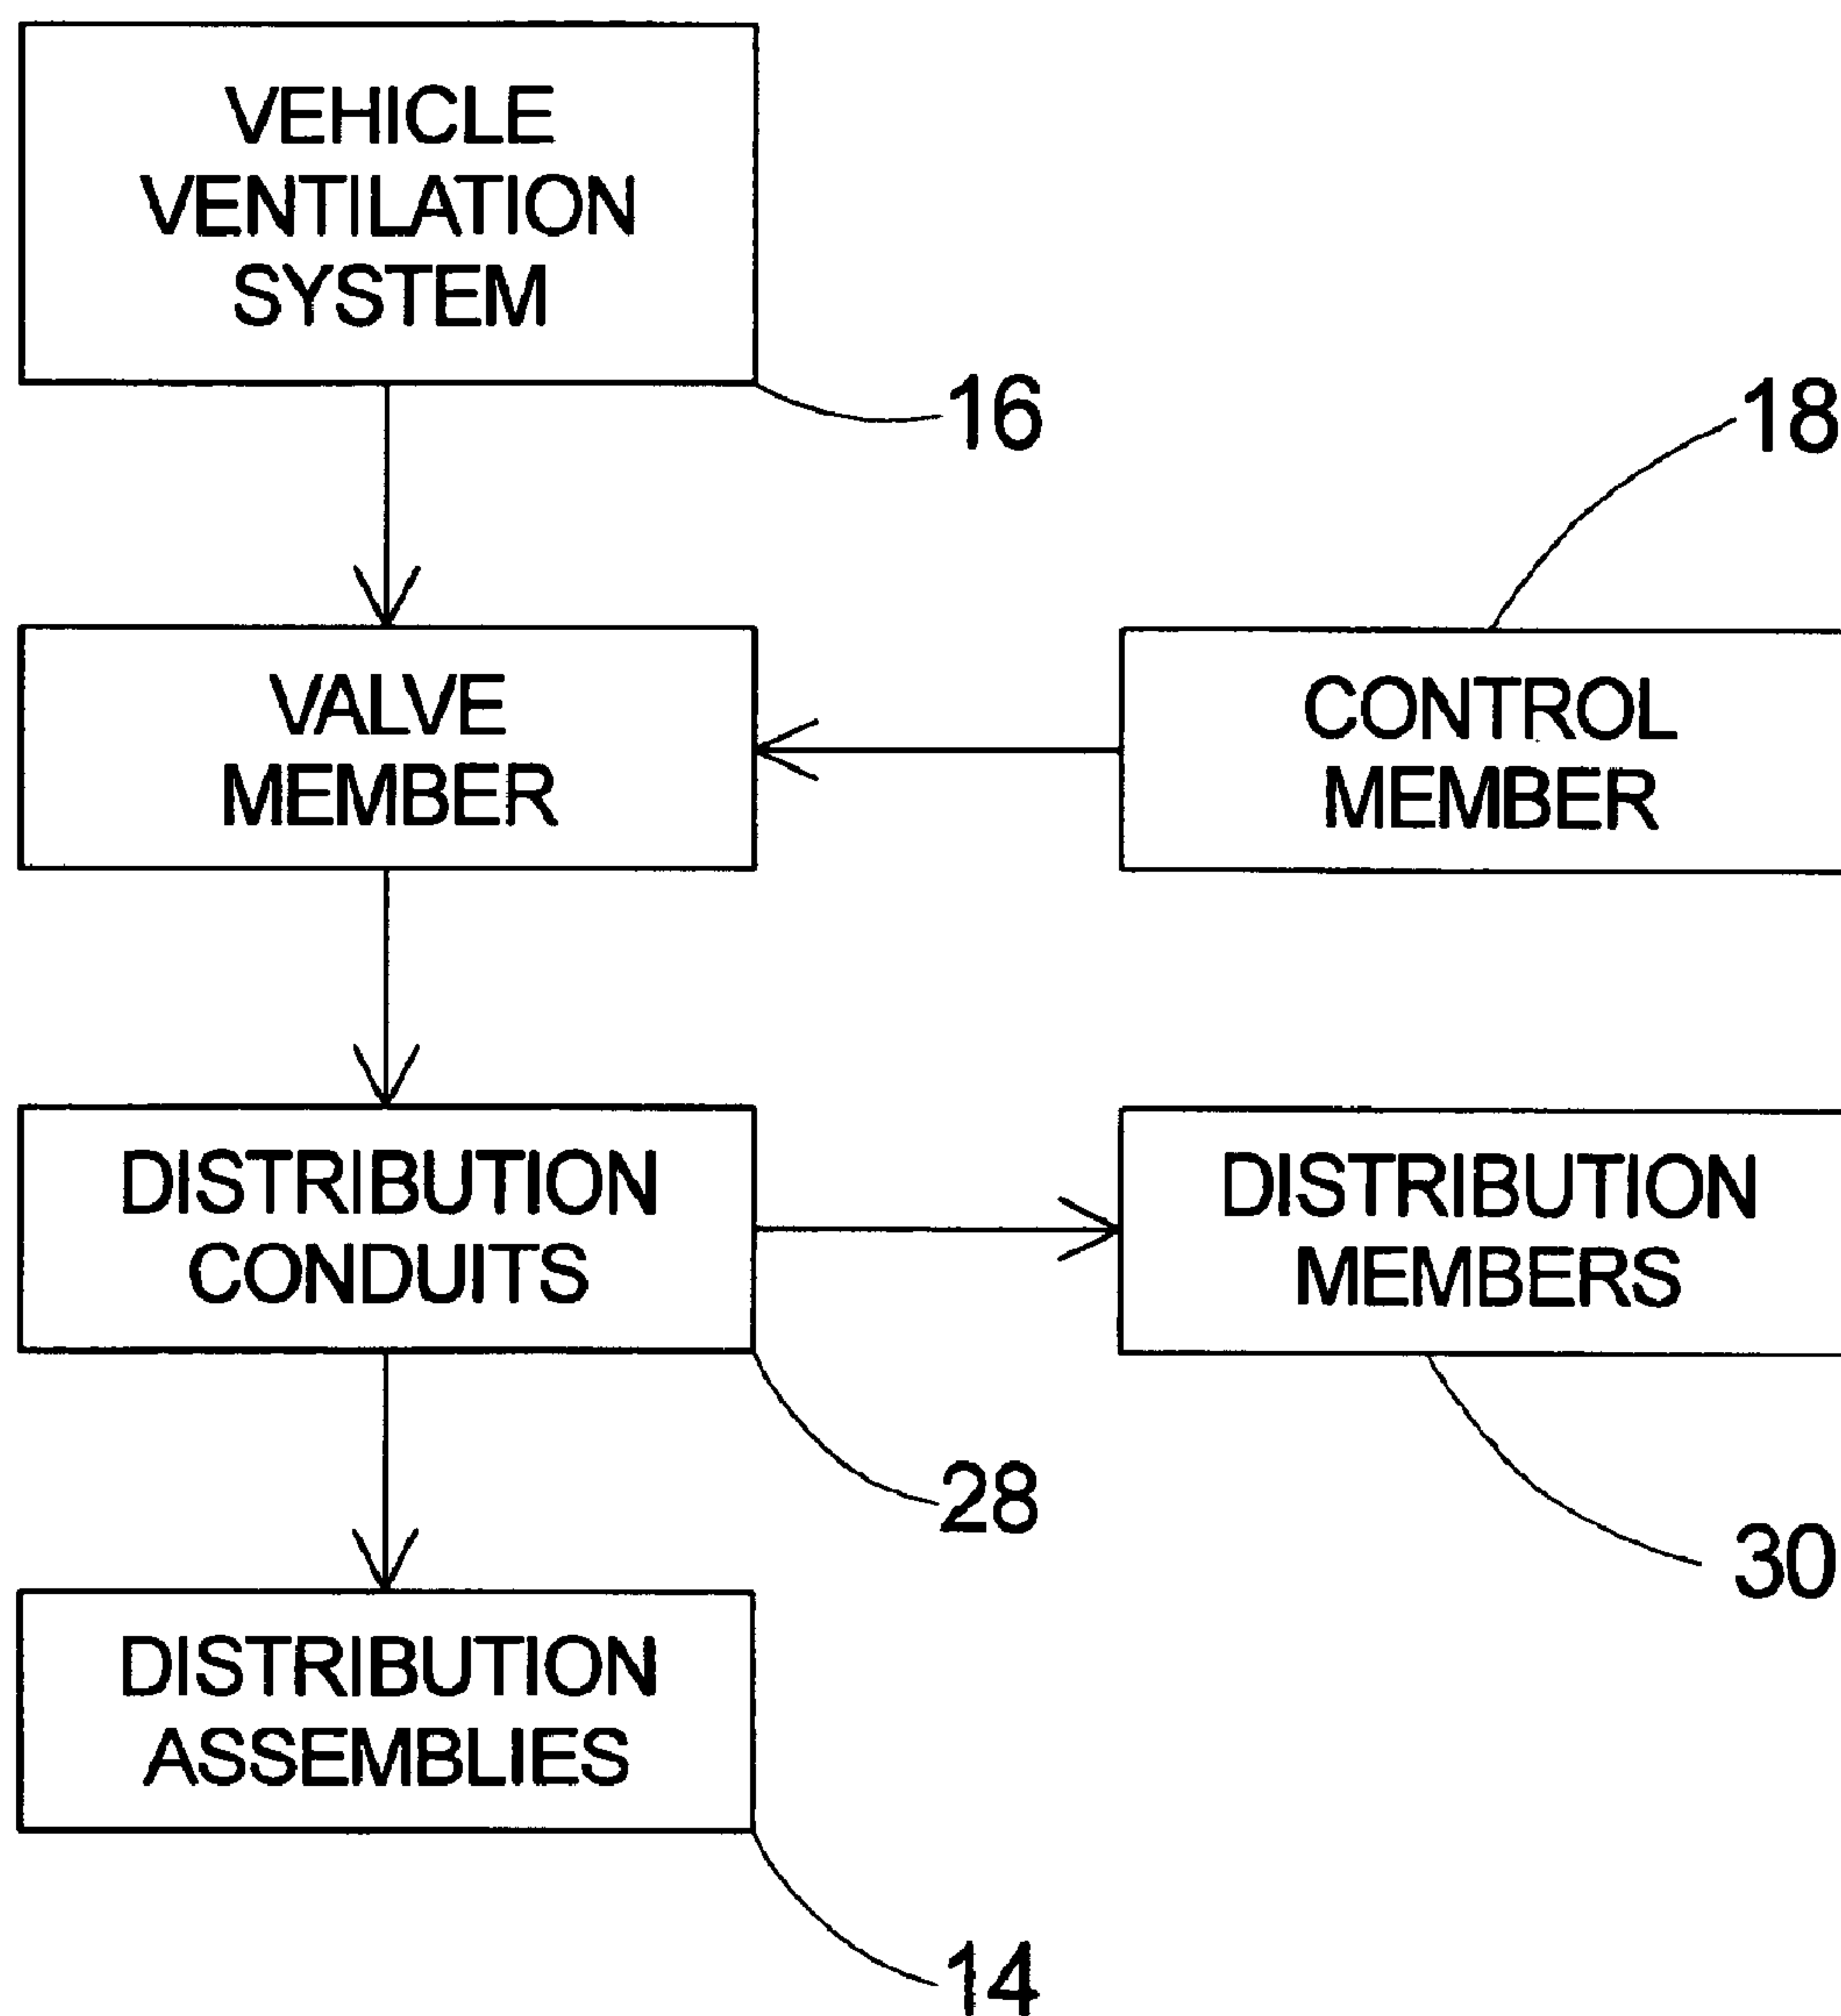 VEHICLE
VENTILATION
SYSTEM
16
18
VALVE
MEMBER
CONTROL
MEMBER
DISTRIBUTION
CONDUITS
DISTRIBUTION
MEMBERS
28
30
DISTRIBUTION
ASSEMBLIES
14